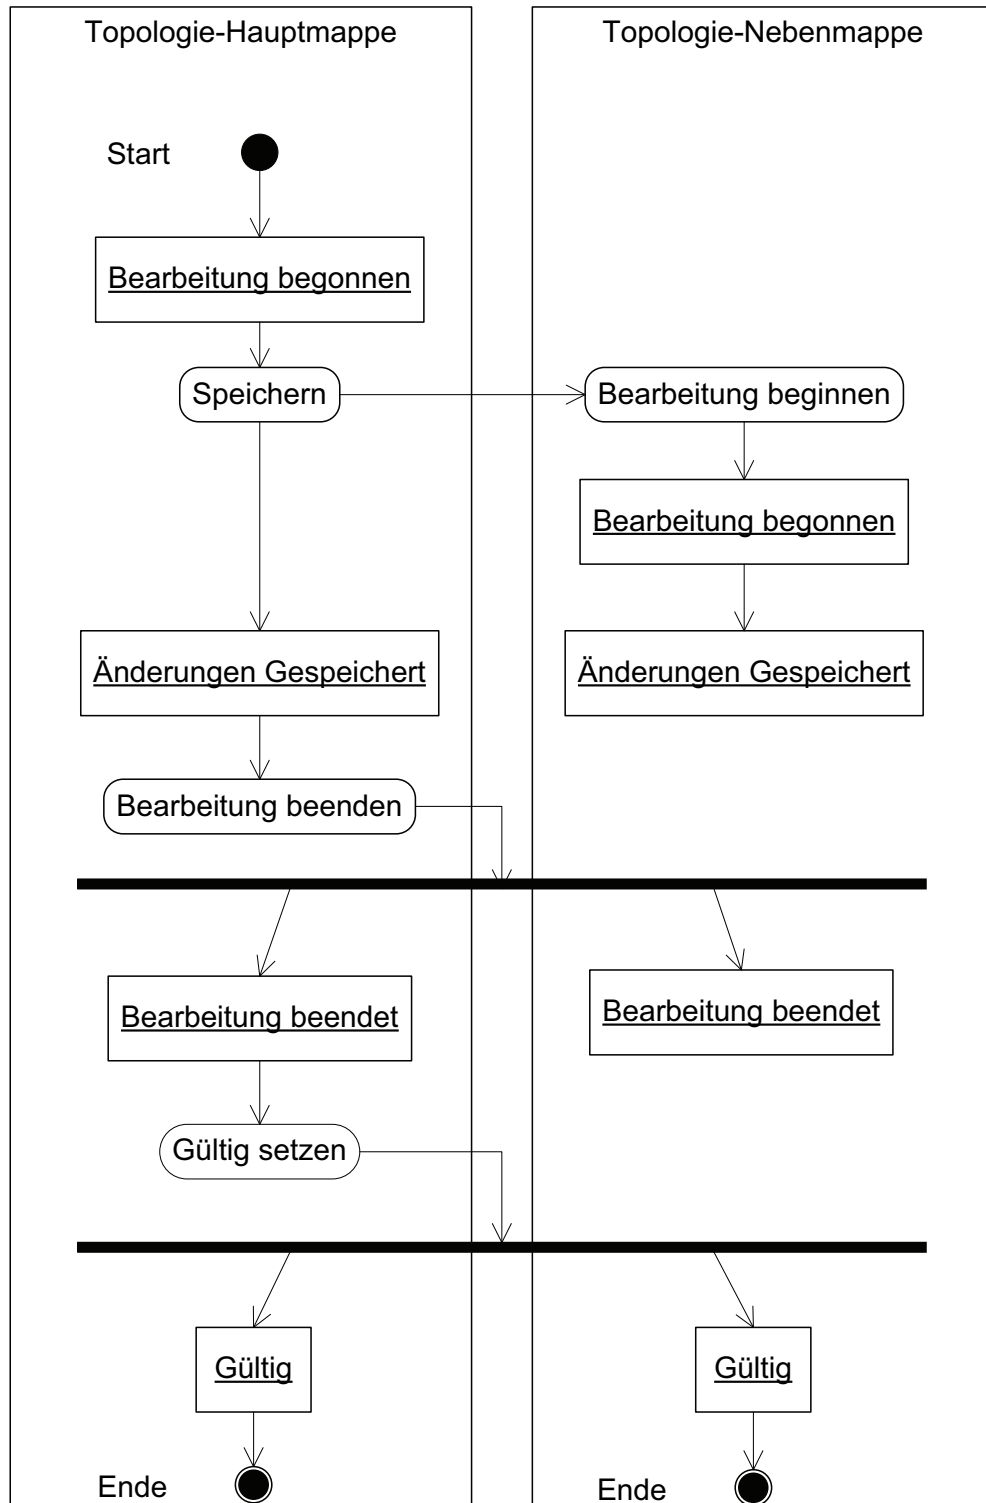 Topologie-Hauptmappe
Topologie-Nebenmappe
Start
Bearbeitung begonnen
Speichern
Bearbeitung beginnen
Bearbeitung begonnen
Änderungen Gespeichert
Änderungen Gespeichert
Bearbeitung beenden
Bearbeitung beendet
Bearbeitung beendet
Gültig setzen
Gültig
Gültig
Ende
Ende